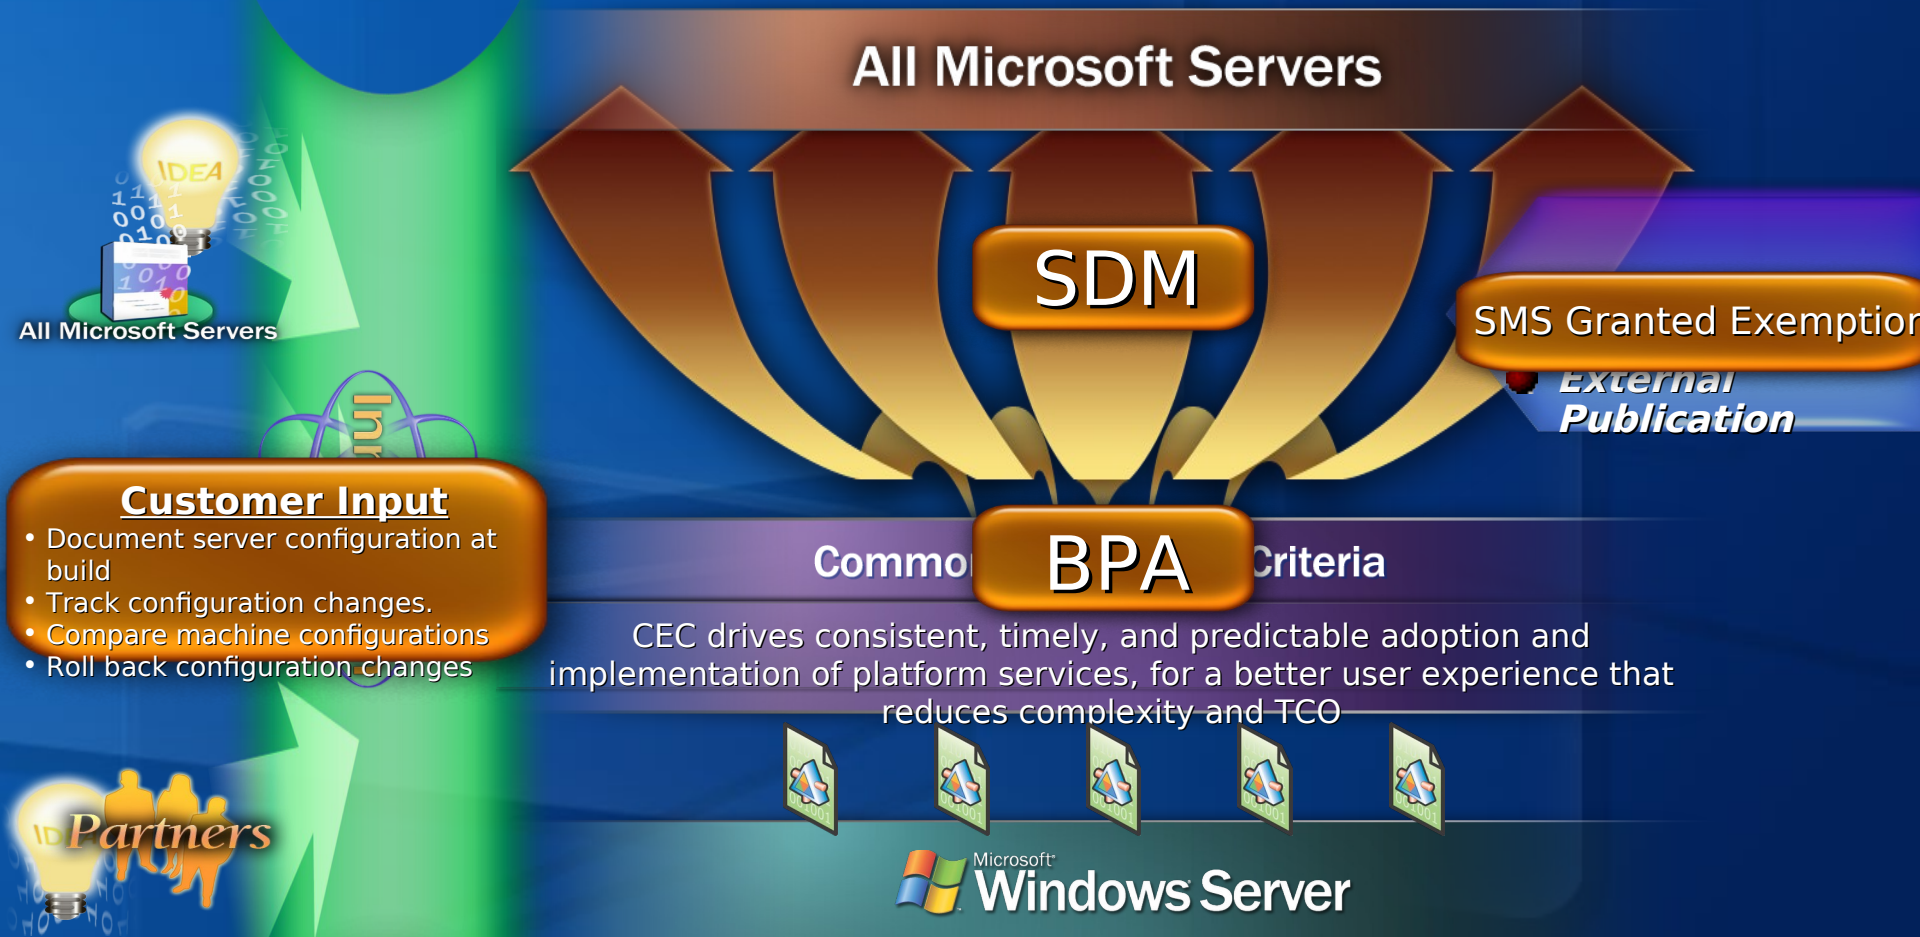 All Microsoft Servers
IDEA
All Microsoft Servers
SDM
SMS Granted Exemption
External
Publication
Customer Input
• Document server configuration at
build
• Track configuration changes.
• Compare machine configurations
• Roll back configuration changes
BPA
Criteria
CEC drives consistent, timely, and predictable adoption and
implementation of platform services, for a better user experience that
reduces complexity and TCO
Partners
Microsoft
Windows Server